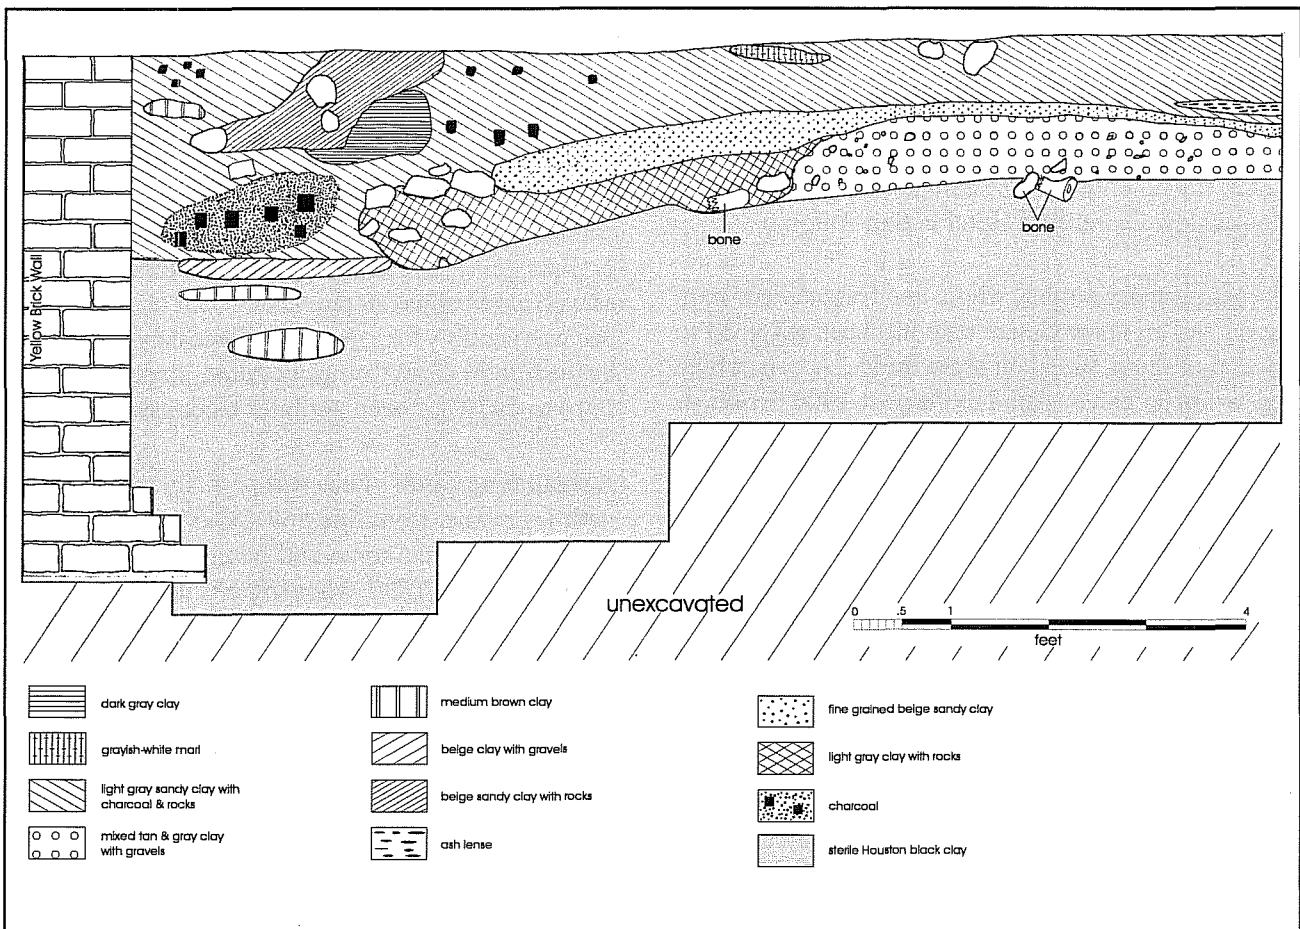 Yellow Brick Wall
bone
bone
unexcavated
0 .5 1 4
feet
dark gray clay
grayish-white marl
light gray sandy clay with
charcoal & rocks
mixed tan & gray clay
with gravels
medium brown clay
beige clay with gravels
beige sandy clay with rocks
ash lense
fine grained beige sandy clay
light gray clay with rocks
charcoal
sterile Houston black clay